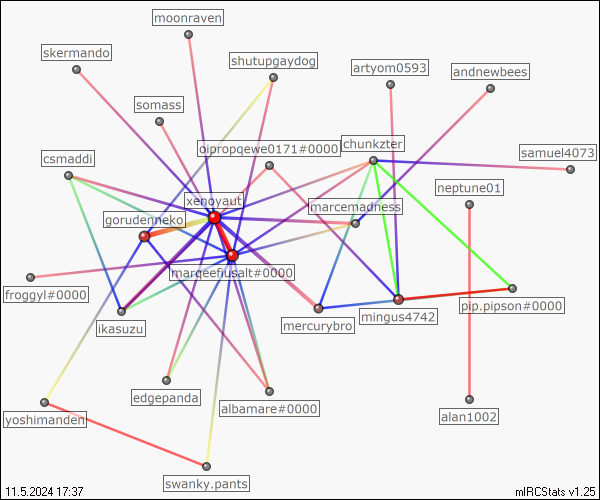 moonraven
skermando
shutupgaydog
artyom0593
andnewbees
somass
oipropqewe0171#0000
chunkzter
samuel4073
csmaddi
neptune01
xenoyaut
marcemadness
gorudenneko
marceefiusalt#0000
froggyl#0000
pip.pipson#0000
ikasuzu
mercurybro
mingus4742
edgepanda
albamare#0000
alan1002
yoshimanden
swanky.pants
11.5.2024 17:37
mIRCStats v1.25